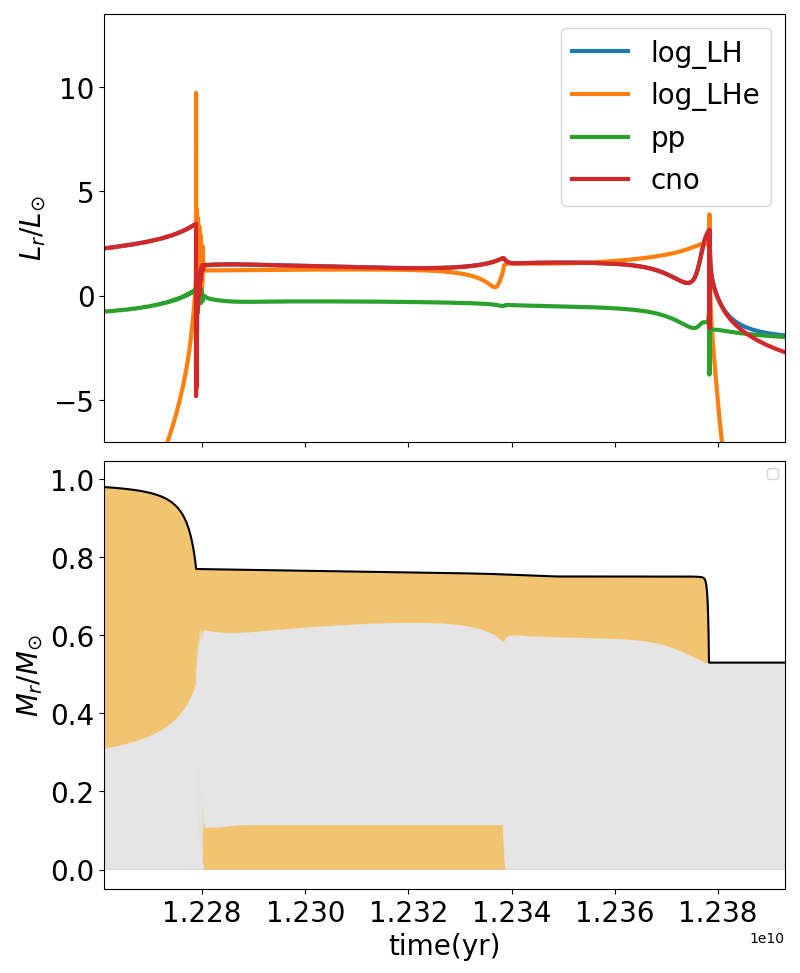 10
5
0
−5
L_r/L_⊙
log_LH
log_LHe
pp
cno
1.0
0.8
0.6
0.4
0.2
0.0
M_r/M_⊙
1.228 1.230 1.232 1.234 1.236 1.238
1e10
time(yr)